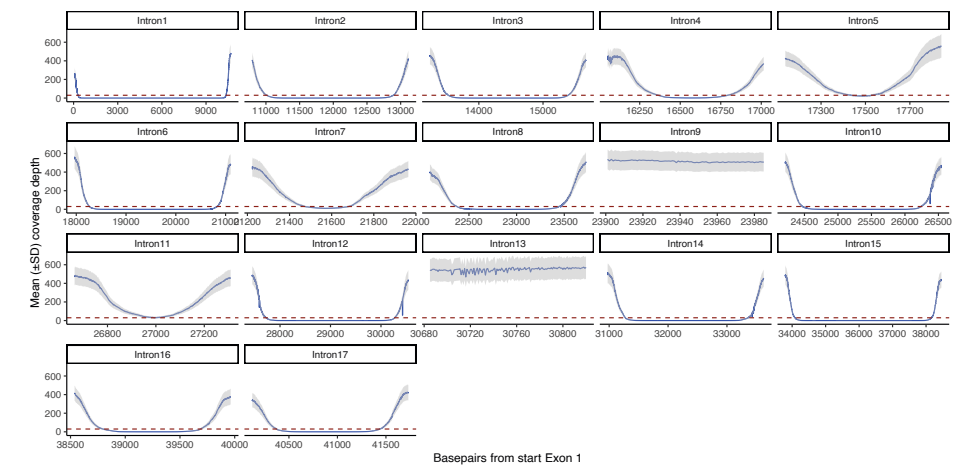 Intron1 Intron2 Intron3 Intron4 Intron5
600
400
200
0
0 3000 6000 9000 11000 11500 12000 12500 13000 14000 15000 16250 16500 16750 17000 17300 17500 17700
Intron6 Intron7 Intron8 Intron9 Intron10
600
400
200
0
18000 19000 20000 21200 21400 21600 21800 22000 22500 23000 23500 23920 23940 23960 23980 24500 25000 25500 26000 26500
Intron11 Intron12 Intron13 Intron14 Intron15
600
400
200
0
26800 27000 27200 28000 29000 30000 30680 30720 30760 30800 31000 32000 33000 34000 35000 36000 37000 38000
Intron16 Intron17
600
400
200
0
38500 39000 39500 40000 40500 41000 41500
Mean (±SD) coverage depth
Basepairs from start Exon 1